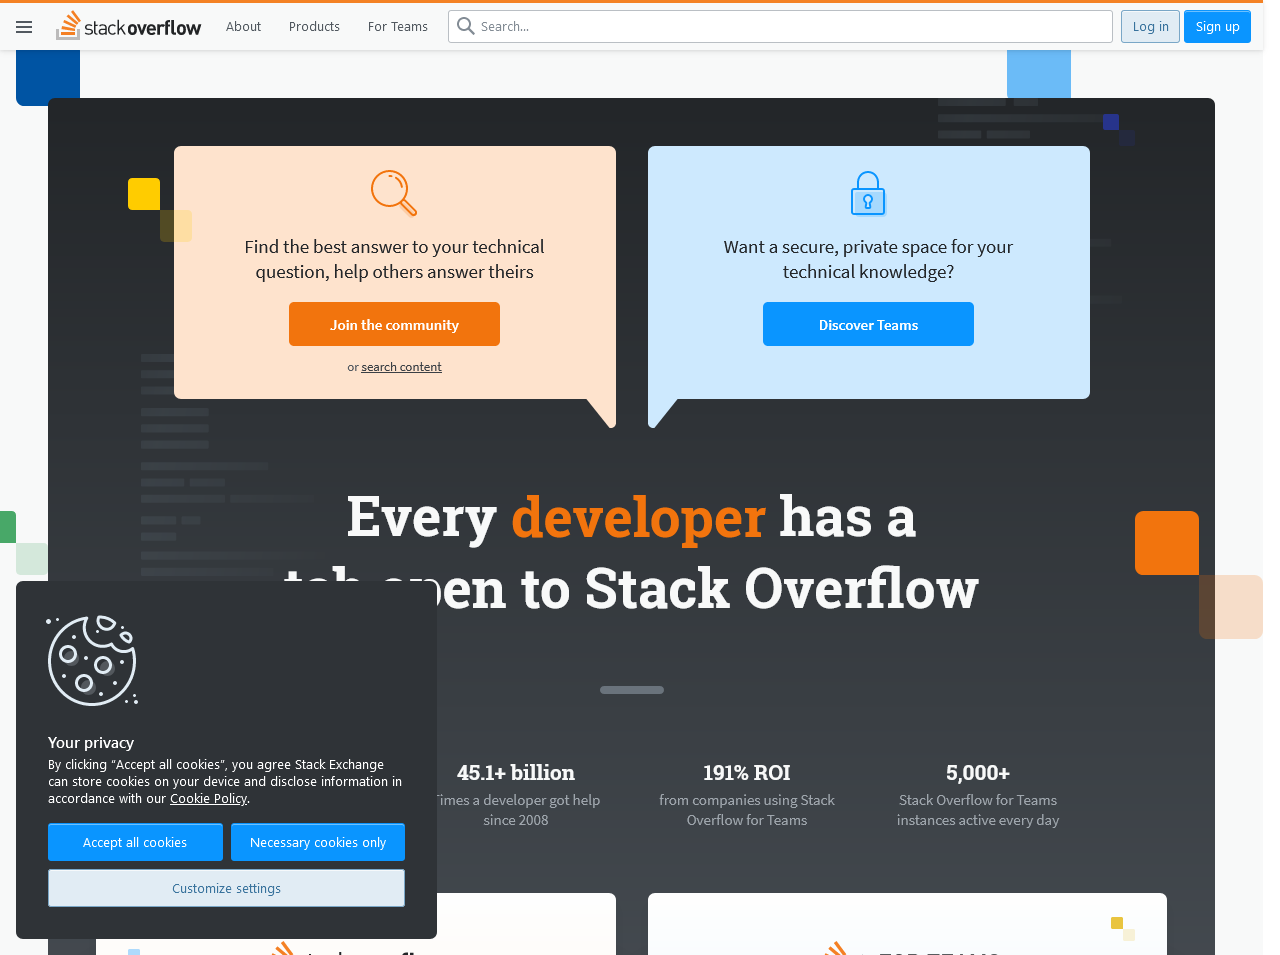 stackoverflow
About
Products
For Teams
Search...
Log in
Sign up
Find the best answer to your technical
question, help others answer theirs
Join the community
or search content
Want a secure, private space for your
technical knowledge?
Discover Teams
Every developer has a
open to Stack Overflow
45.1+ billion
Times a developer got help
since 2008
191% ROI
from companies using Stack
Overflow for Teams
5,000+
Stack Overflow for Teams
instances active every day
Your privacy
By clicking “Accept all cookies”, you agree Stack Exchange
can store cookies on your device and disclose information in
accordance with our Cookie Policy.
Accept all cookies
Necessary cookies only
Customize settings
FOR TEAMS